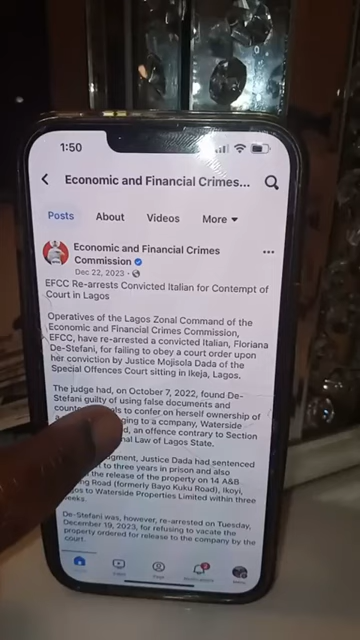 1:50
Economic and Financial Crimes...
Posts About Videos More
Economic and Financial Crimes
Commission
Dec 22, 2023
EFCC Re-arrests Convicted Italian for Contempt of
Court in Lagos
Operatives of the Lagos Zonal Command of the
Economic and Financial Crimes Commission,
EFCC, have re-arrested a convicted Italian, Floriana
De-Stefani, for failing to obey a court order upon
her conviction by Justice Mojisola Dada of the
Special Offences Court sitting in Ikeja, Lagos.
The judge had, on October 7, 2022, found De-
Stefani guilty of using false documents and
to confer on herself ownership of
ging to a company, Waterside
, an offence contrary to Section
nal Law of Lagos State.
gment, Justice Dada had sentenced
to three years in prison and also
the release of the property on 14 A&B
ng Road (formerly Bayo Kuku Road), Ikoyi,
gos to Waterside Properties Limited within three
eeks.
De-Stefani was, however, re-arrested on Tuesday,
December 19, 2023, for refusing to vacate the
property ordered for release to the company by the
court.